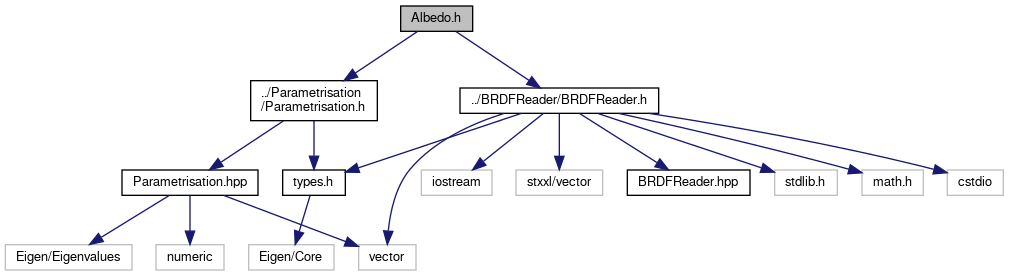 Albedo.h
../Parametrisation
/Parametrisation.h
../BRDFReader/BRDFReader.h
Parametrisation.hpp
types.h
iostream
stxxl/vector
BRDFReader.hpp
stdlib.h
math.h
cstdio
Eigen/Eigenvalues
numeric
Eigen/Core
vector